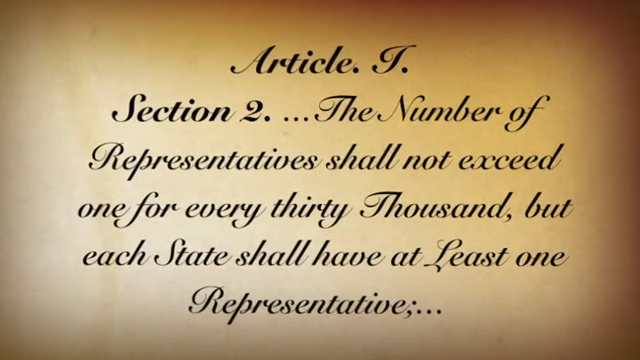 Article. I.
Section 2. ...The Number of
Representatives shall not exceed
one for every thirty Thousand, but
each State shall have at Least one
Representative;...